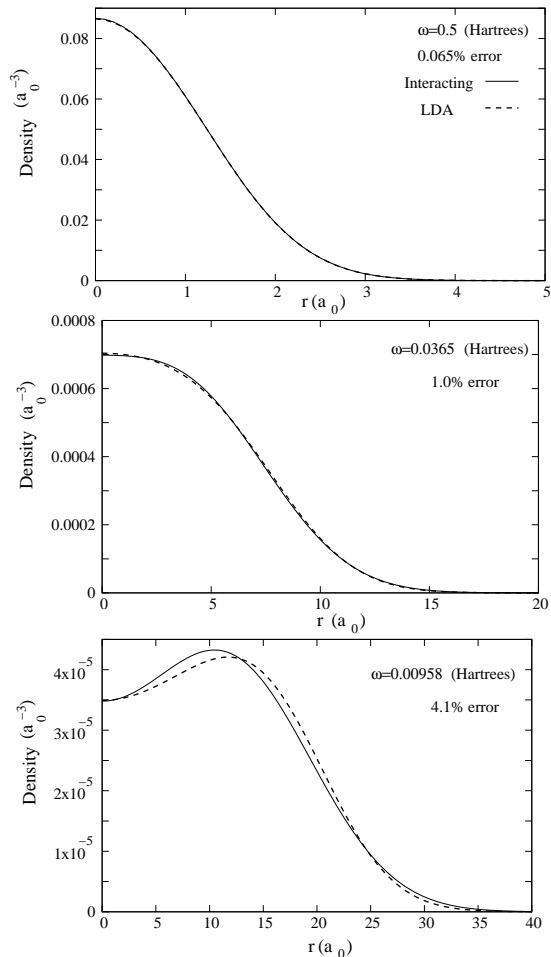 ω=0.5 (Hartrees)
0.065% error
Interacting
LDA
Density (a₀⁻³)
0.08
0.06
0.04
0.02
0
0 1 2 3 4 5
r(a₀)
ω=0.0365 (Hartrees)
1.0% error
Density (a₀⁻³)
0.0008
0.0006
0.0004
0.0002
0
0 5 10 15 20
r (a₀)
ω=0.00958 (Hartrees)
4.1% error
Density (a₀⁻³)
4x10⁻⁵
3x10⁻⁵
2x10⁻⁵
1x10⁻⁵
0
0 5 10 15 20 25 30 35 40
r(a₀)